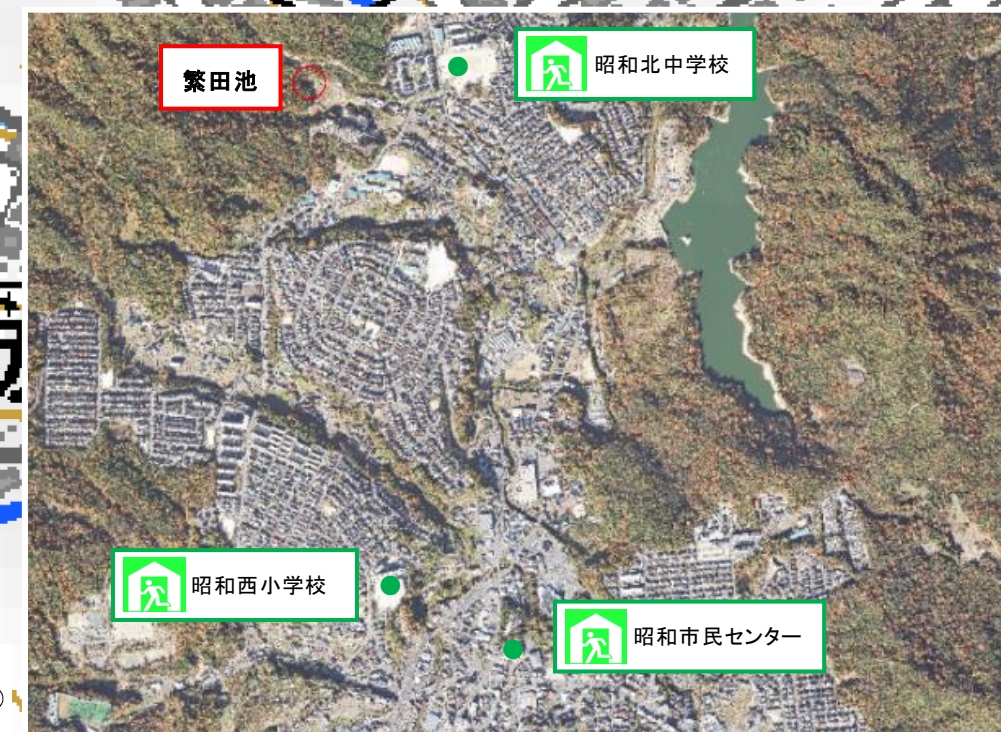 繁田池
昭和北中学校
昭和西小学校
昭和市民センター